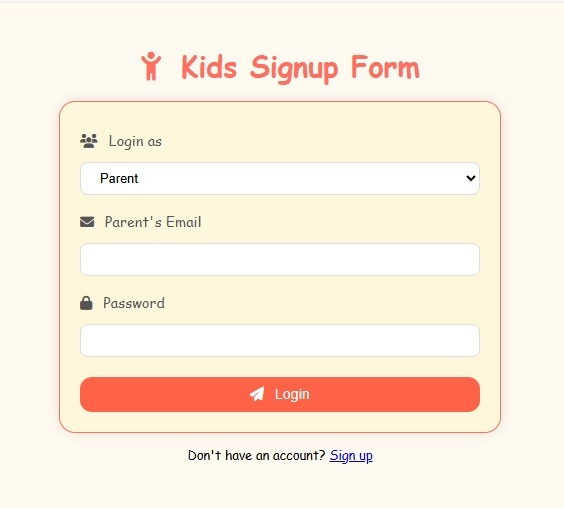 Kids Signup Form
Login as
Parent
Parent's Email
Password
Login
Don't have an account? Sign up